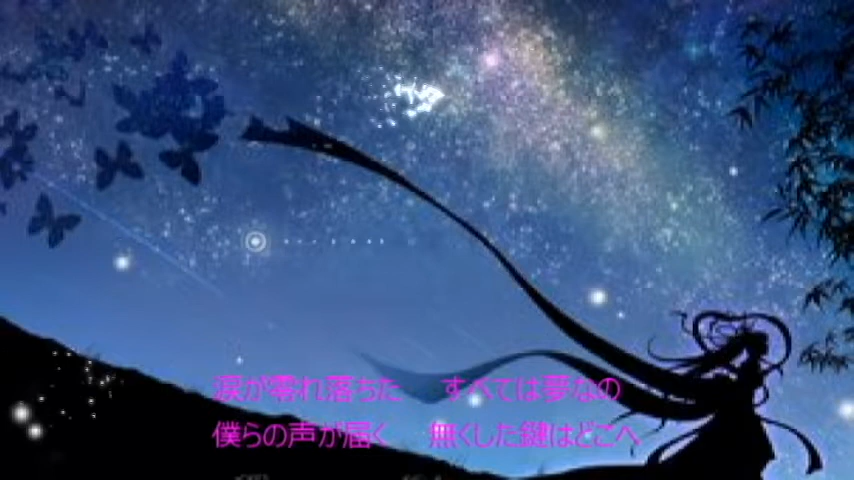 涙が零れ落ちた　すべては夢なの
僕らの声が届く　無くした鍵はどこへ